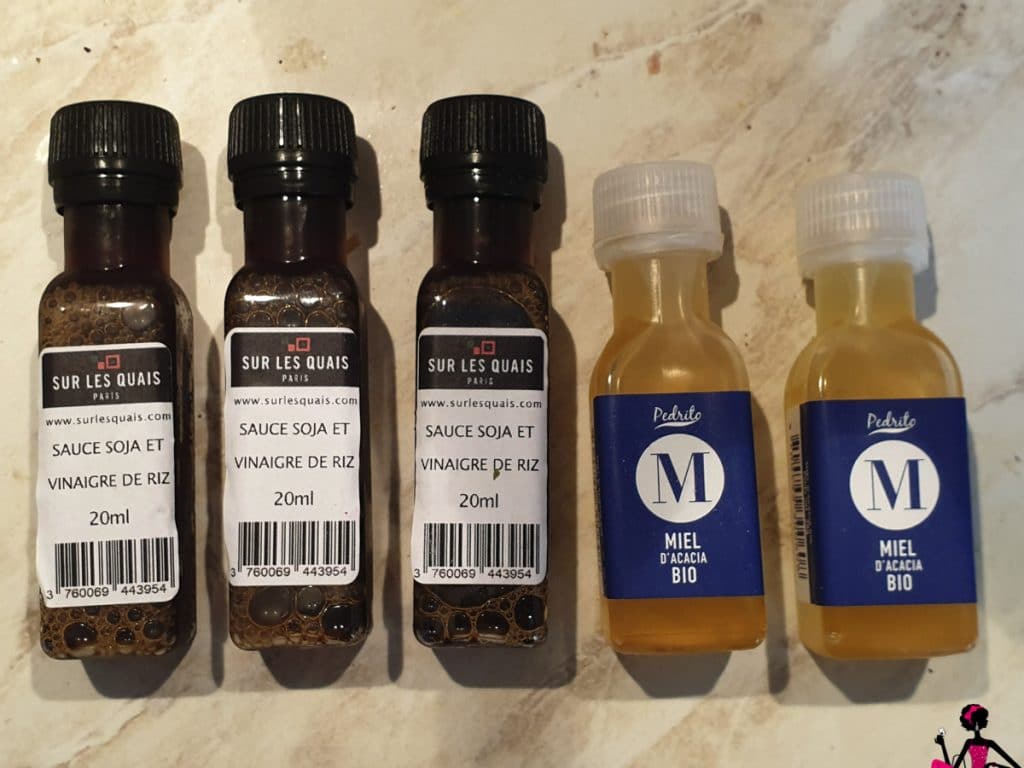 SUR LES QUAIS
PARIS
www.surlesquais.com
SAUCE SOJA ET
VINAIGRE DE RIZ
20ml
3 760069 443954
SUR LES QUAIS
PARIS
www.surlesquais.com
SAUCE SOJA ET
VINAIGRE DE RIZ
20ml
3 760069 443954
SUR LES QUAIS
PARIS
www.surlesquais.com
SAUCE SOJA ET
VINAIGRE DE RIZ
20ml
3 760069 443954
Pedrito
M
MIEL
D'ACACIA
BIO
Pedrito
M
MIEL
D'ACACIA
BIO